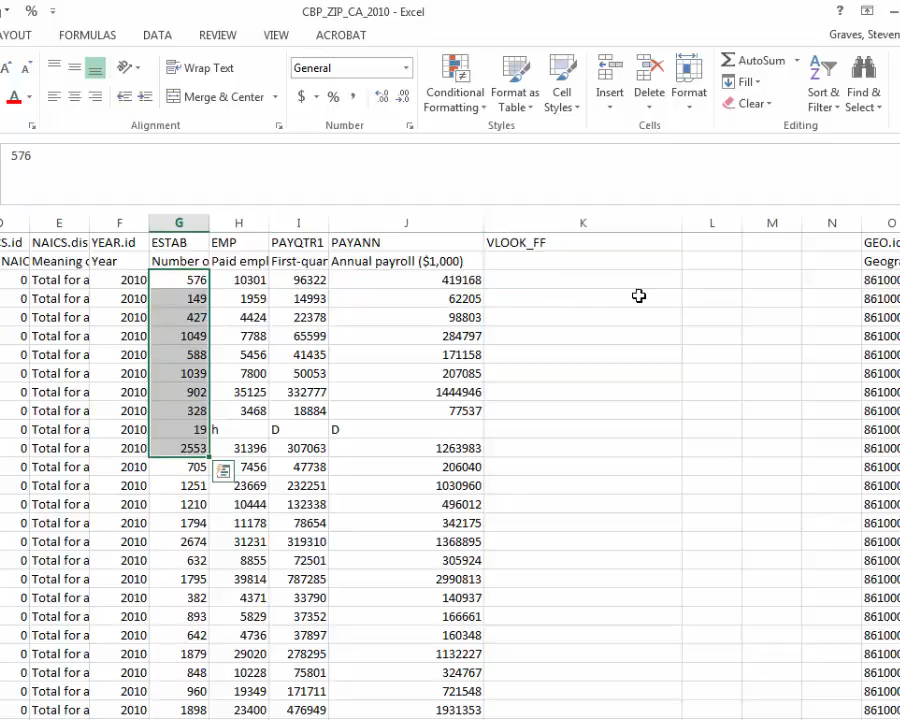 % CBP_ZIP_CA_2010 - Excel ?
AYOUT FORMULAS DATA REVIEW VIEW ACROBAT Graves, Steven
Wrap Text General AutoSum
Merge & Center $ % Conditional Formatting Format as Table Cell Styles Insert Delete Format Fill Clear Sort & Filter Find & Select
Alignment Number Styles Cells Editing
576
E F G H I J K L M N O
S.id NAICS.dis YEAR.id ESTAB EMP PAYQTR1 PAYANN VLOOK_FF GEO.id
NAIC Meaning o Year Number o Paid empl First-quar Annual payroll ($1,000) Geogra
0 Total for a 2010 576 10301 96322 419168 861000
0 Total for a 2010 149 1959 14993 62205 861000
0 Total for a 2010 427 4424 22378 98803 861000
0 Total for a 2010 1049 7788 65599 284797 861000
0 Total for a 2010 588 5456 41435 171158 861000
0 Total for a 2010 1039 7800 50053 207085 861000
0 Total for a 2010 902 35125 332777 1444946 861000
0 Total for a 2010 328 3468 18884 77537 861000
0 Total for a 2010 19 h D D 861000
0 Total for a 2010 2553 31396 307063 1263983 861000
0 Total for a 2010 705 7456 47738 206040 861000
0 Total for a 2010 1251 23669 232251 1030960 861000
0 Total for a 2010 1210 10444 132338 496012 861000
0 Total for a 2010 1794 11178 78654 342175 861000
0 Total for a 2010 2674 31231 319310 1368895 861000
0 Total for a 2010 632 8855 72501 305924 861000
0 Total for a 2010 1795 39814 787285 2990813 861000
0 Total for a 2010 382 4371 33790 140937 861000
0 Total for a 2010 893 5829 37352 166661 861000
0 Total for a 2010 642 4736 37897 160348 861000
0 Total for a 2010 1879 29020 278295 1132227 861000
0 Total for a 2010 848 10228 75801 324767 861000
0 Total for a 2010 960 19349 171711 721548 861000
0 Total for a 2010 1898 23400 476949 1931353 861000